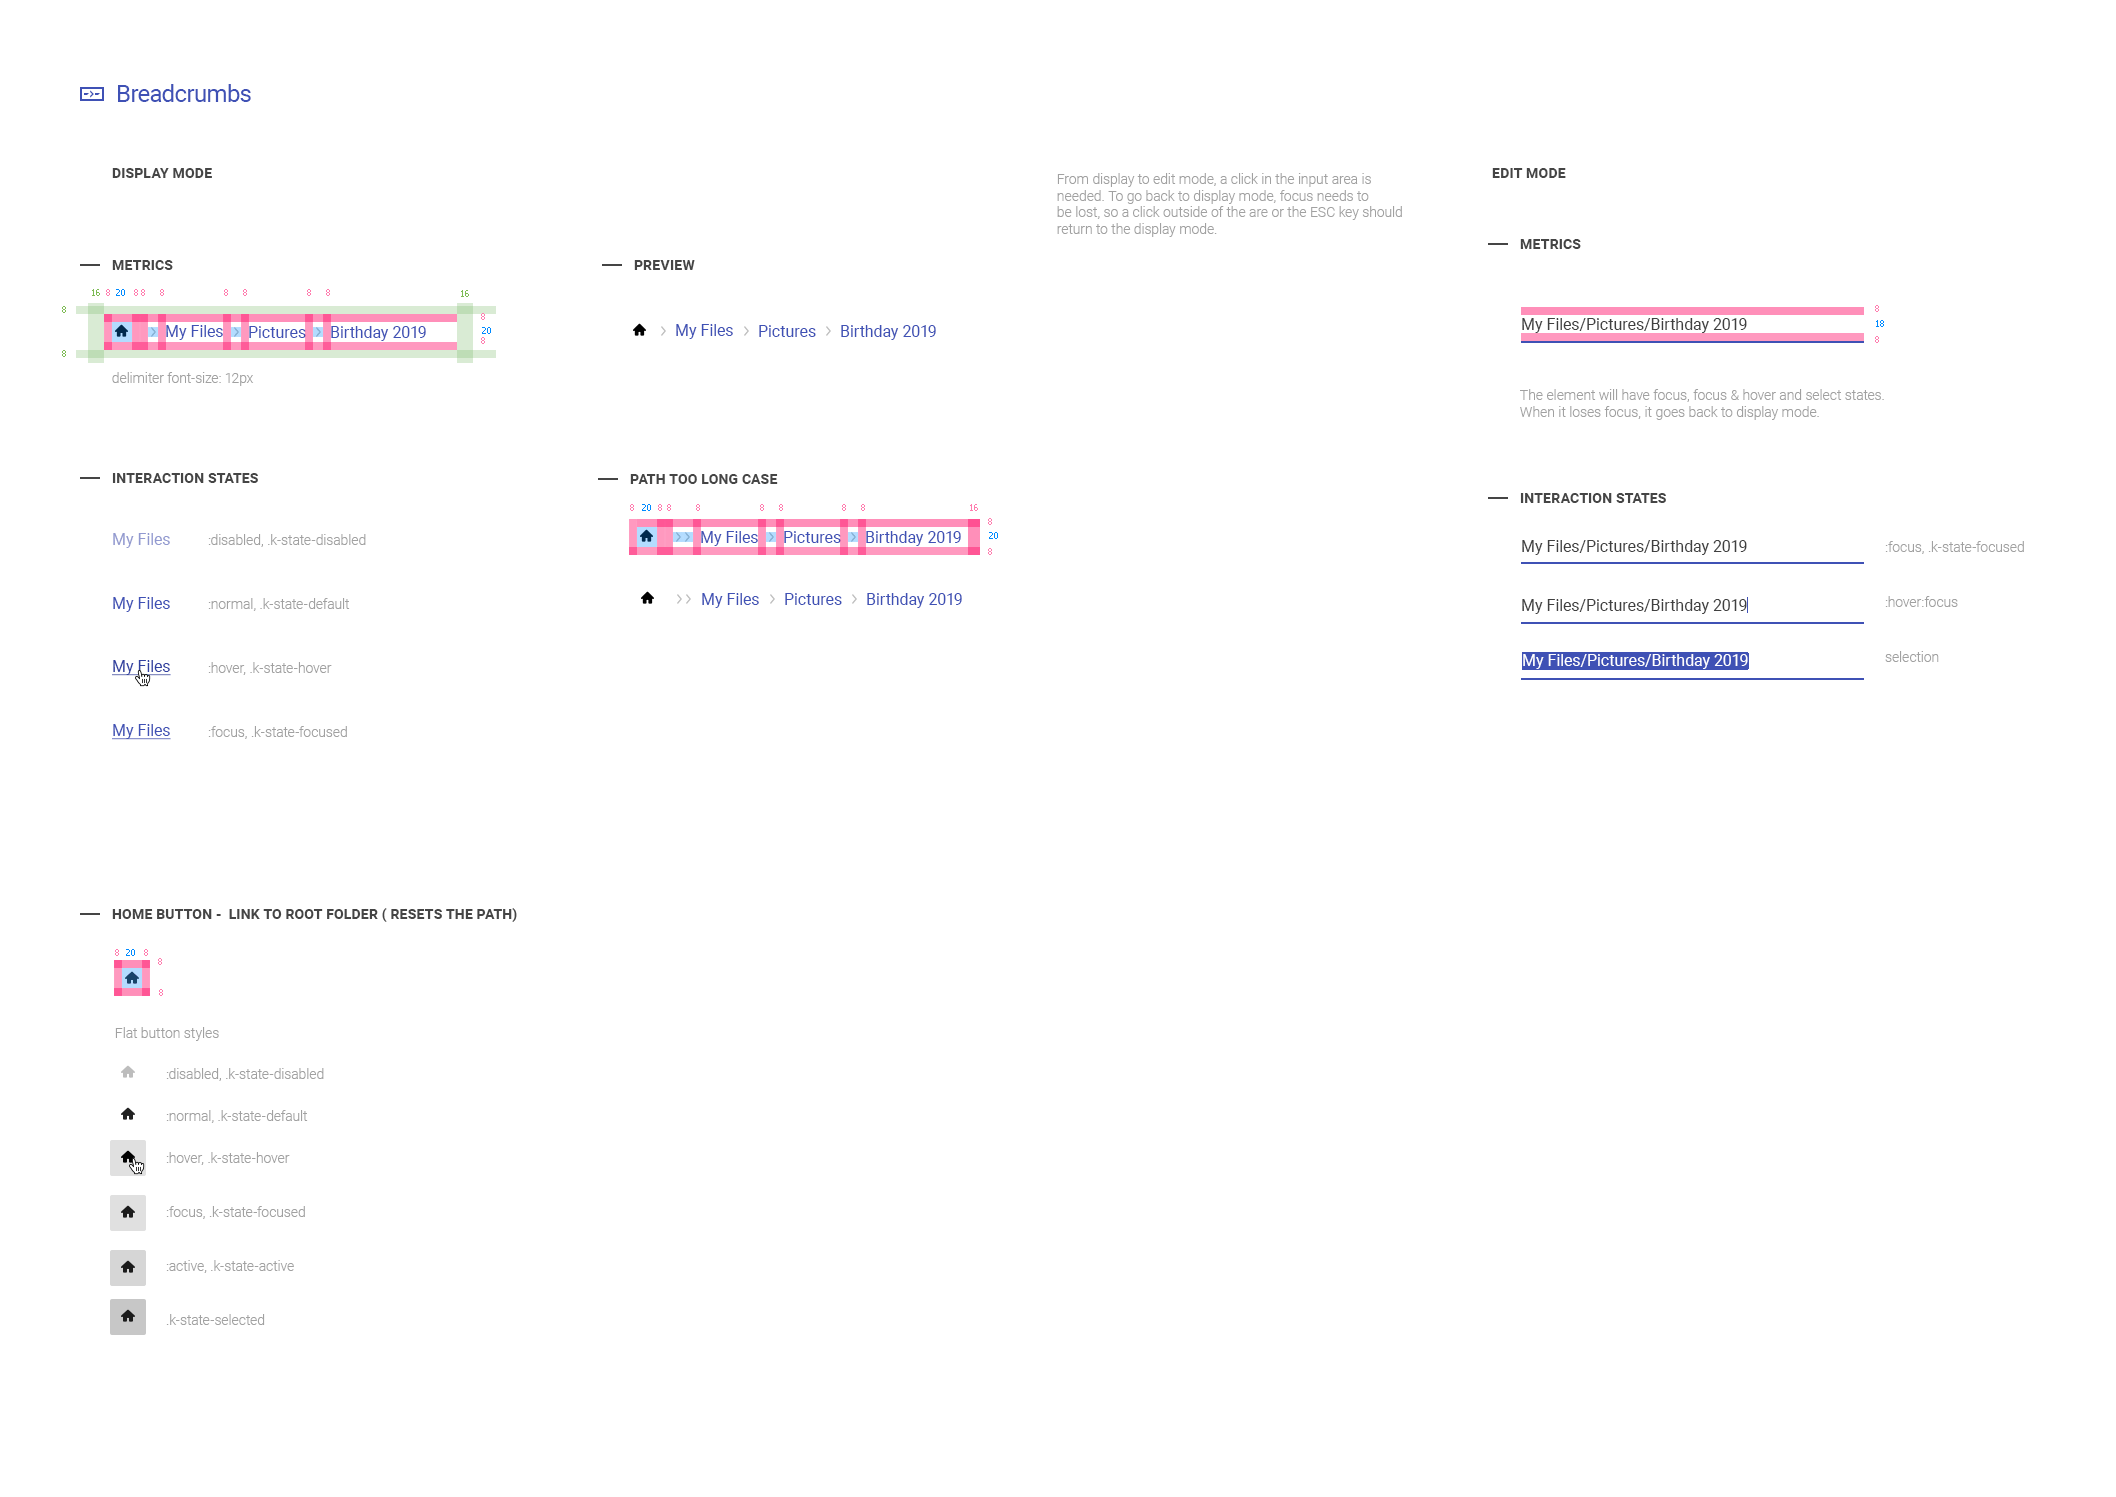 Breadcrumbs
DISPLAY MODE
METRICS
16 8 20 8 8 8 8 8 8 8 16
8
8
My Files Pictures Birthday 2019
20
8
8
delimiter font-size: 12px
PREVIEW
My Files Pictures Birthday 2019
From display to edit mode, a click in the input area is
needed. To go back to display mode, focus needs to
be lost, so a click outside of the are or the ESC key should
return to the display mode.
EDIT MODE
METRICS
8
My Files/Pictures/Birthday 2019
18
8
The element will have focus, focus & hover and select states.
When it loses focus, it goes back to display mode.
INTERACTION STATES
My Files :disabled, .k-state-disabled
My Files :normal, .k-state-default
My Files :hover, .k-state-hover
My Files :focus, .k-state-focused
PATH TOO LONG CASE
8 20 8 8 8 8 8 8 8 16
8
My Files Pictures Birthday 2019
20
8
My Files Pictures Birthday 2019
INTERACTION STATES
My Files/Pictures/Birthday 2019 :focus, .k-state-focused
My Files/Pictures/Birthday 2019 :hover:focus
My Files/Pictures/Birthday 2019 selection
HOME BUTTON - LINK TO ROOT FOLDER ( RESETS THE PATH)
8 20 8
8
8
Flat button styles
:disabled, .k-state-disabled
:normal, .k-state-default
:hover, .k-state-hover
:focus, .k-state-focused
:active, .k-state-active
.k-state-selected